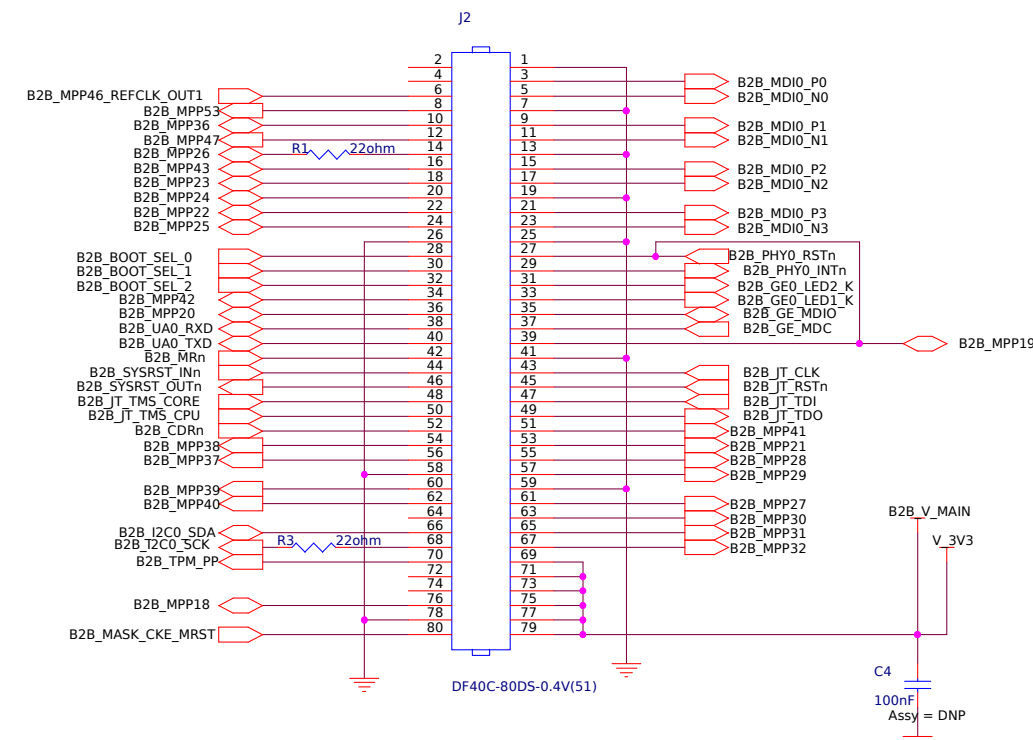 J2
2 1
4 3 B2B_MDI0_P0
B2B_MPP46_REFCLK_OUT1 6 5 B2B_MDI0_N0
B2B_MPP53 8 7
B2B_MPP36 10 9 B2B_MDI0_P1
B2B_MPP47 12 11 B2B_MDI0_N1
B2B_MPP26 R1 22ohm 14 13
B2B_MPP43 16 15 B2B_MDI0_P2
B2B_MPP23 18 17 B2B_MDI0_N2
B2B_MPP24 20 19
B2B_MPP22 22 21 B2B_MDI0_P3
B2B_MPP25 24 23 B2B_MDI0_N3
26 25
B2B_BOOT_SEL_0 28 27 B2B_PHY0_RSTn
B2B_BOOT_SEL_1 30 29 B2B_PHY0_INTn
B2B_BOOT_SEL_2 32 31 B2B_GE0_LED2_K
B2B_MPP42 34 33 B2B_GE0_LED1_K
B2B_MPP20 36 35 B2B_GE_MDIO
B2B_UA0_RXD 38 37 B2B_GE_MDC
B2B_UA0_TXD 40 39 B2B_MPP19
B2B_MRn 42 41
B2B_SYSRST_INn 44 43 B2B_JT_CLK
B2B_SYSRST_OUTn 46 45 B2B_JT_RSTn
B2B_JT_TMS_CORE 48 47 B2B_JT_TDI
B2B_JT_TMS_CPU 50 49 B2B_JT_TDO
B2B_CDRn 52 51 B2B_MPP41
B2B_MPP38 54 53 B2B_MPP21
B2B_MPP37 56 55 B2B_MPP28
58 57 B2B_MPP29
B2B_MPP39 60 59
B2B_MPP40 62 61 B2B_MPP27
64 63 B2B_MPP30
B2B_I2C0_SDA 66 65 B2B_MPP31
B2B_I2C0_SCK R3 22ohm 68 67 B2B_MPP32
B2B_TPM_PP 70 69
72 71
74 73
B2B_MPP18 76 75
78 77
B2B_MASK_CKE_MRST 80 79
B2B_V_MAIN
V_3V3
DF40C-80DS-0.4V(51)
C4
100nF
Assy = DNP